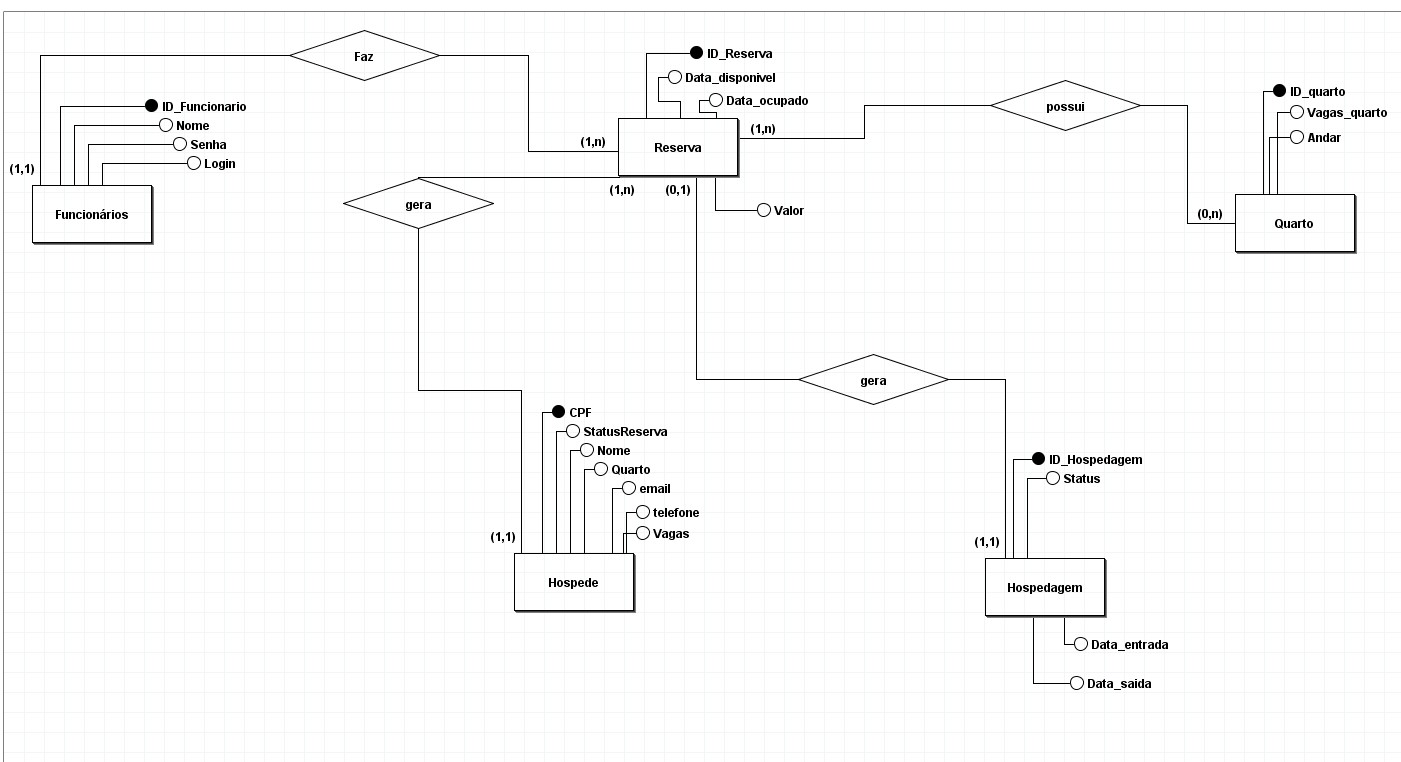 Faz
ID_Reserva
Data_disponivel
Data_ocupado
(1,n)
(1,n)
Reserva
(1,n)
(0,1)
Valor
possui
ID_quarto
Vagas_quarto
Andar
(0,n)
Quarto
ID_Funcionario
Nome
Senha
Login
(1,1)
Funcionários
gera
gera
CPF
StatusReserva
Nome
Quarto
email
telefone
Vagas
(1,1)
Hospede
ID_Hospedagem
Status
(1,1)
Hospedagem
Data_entrada
Data_saida